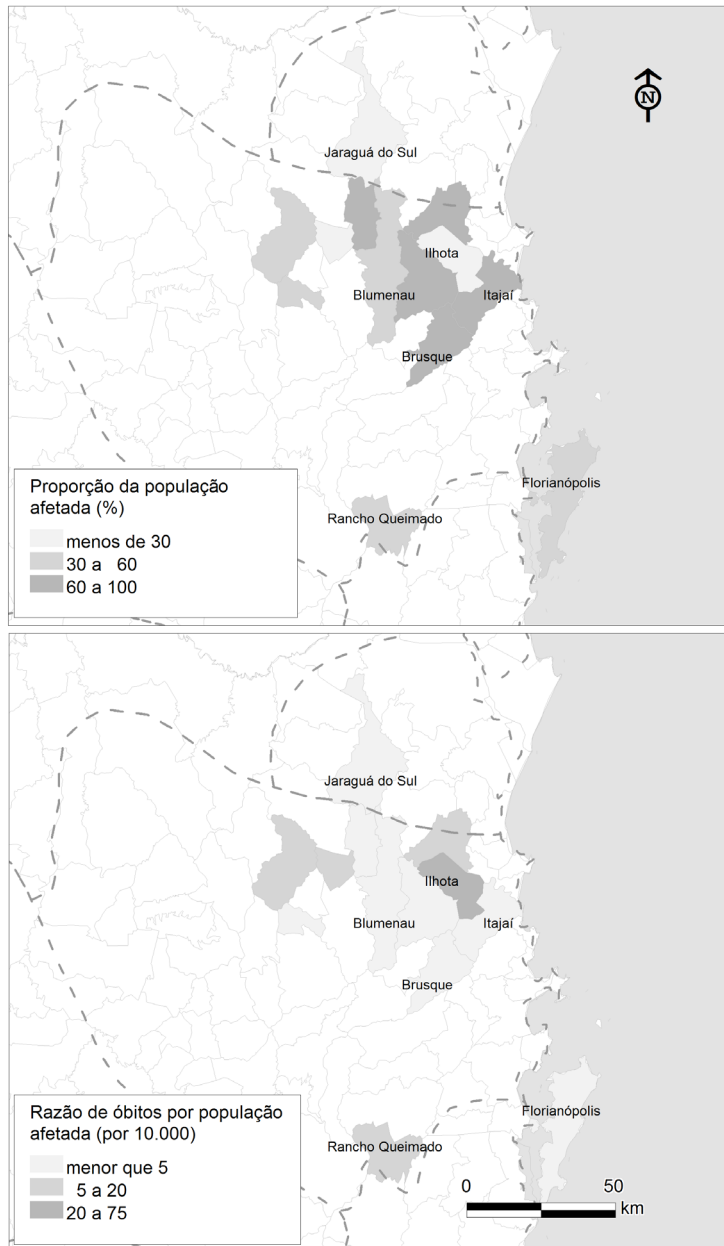 N
Jaraguá do Sul
Ilhota
Blumenau
Itajaí
Brusque
Florianópolis
Rancho Queimado
Proporção da população
afetada (%)
menos de 30
30 a 60
60 a 100
Jaraguá do Sul
Ilhota
Blumenau
Itajaí
Brusque
Florianópolis
Rancho Queimado
Razão de óbitos por população
afetada (por 10.000)
menor que 5
5 a 20
20 a 75
0 50
km